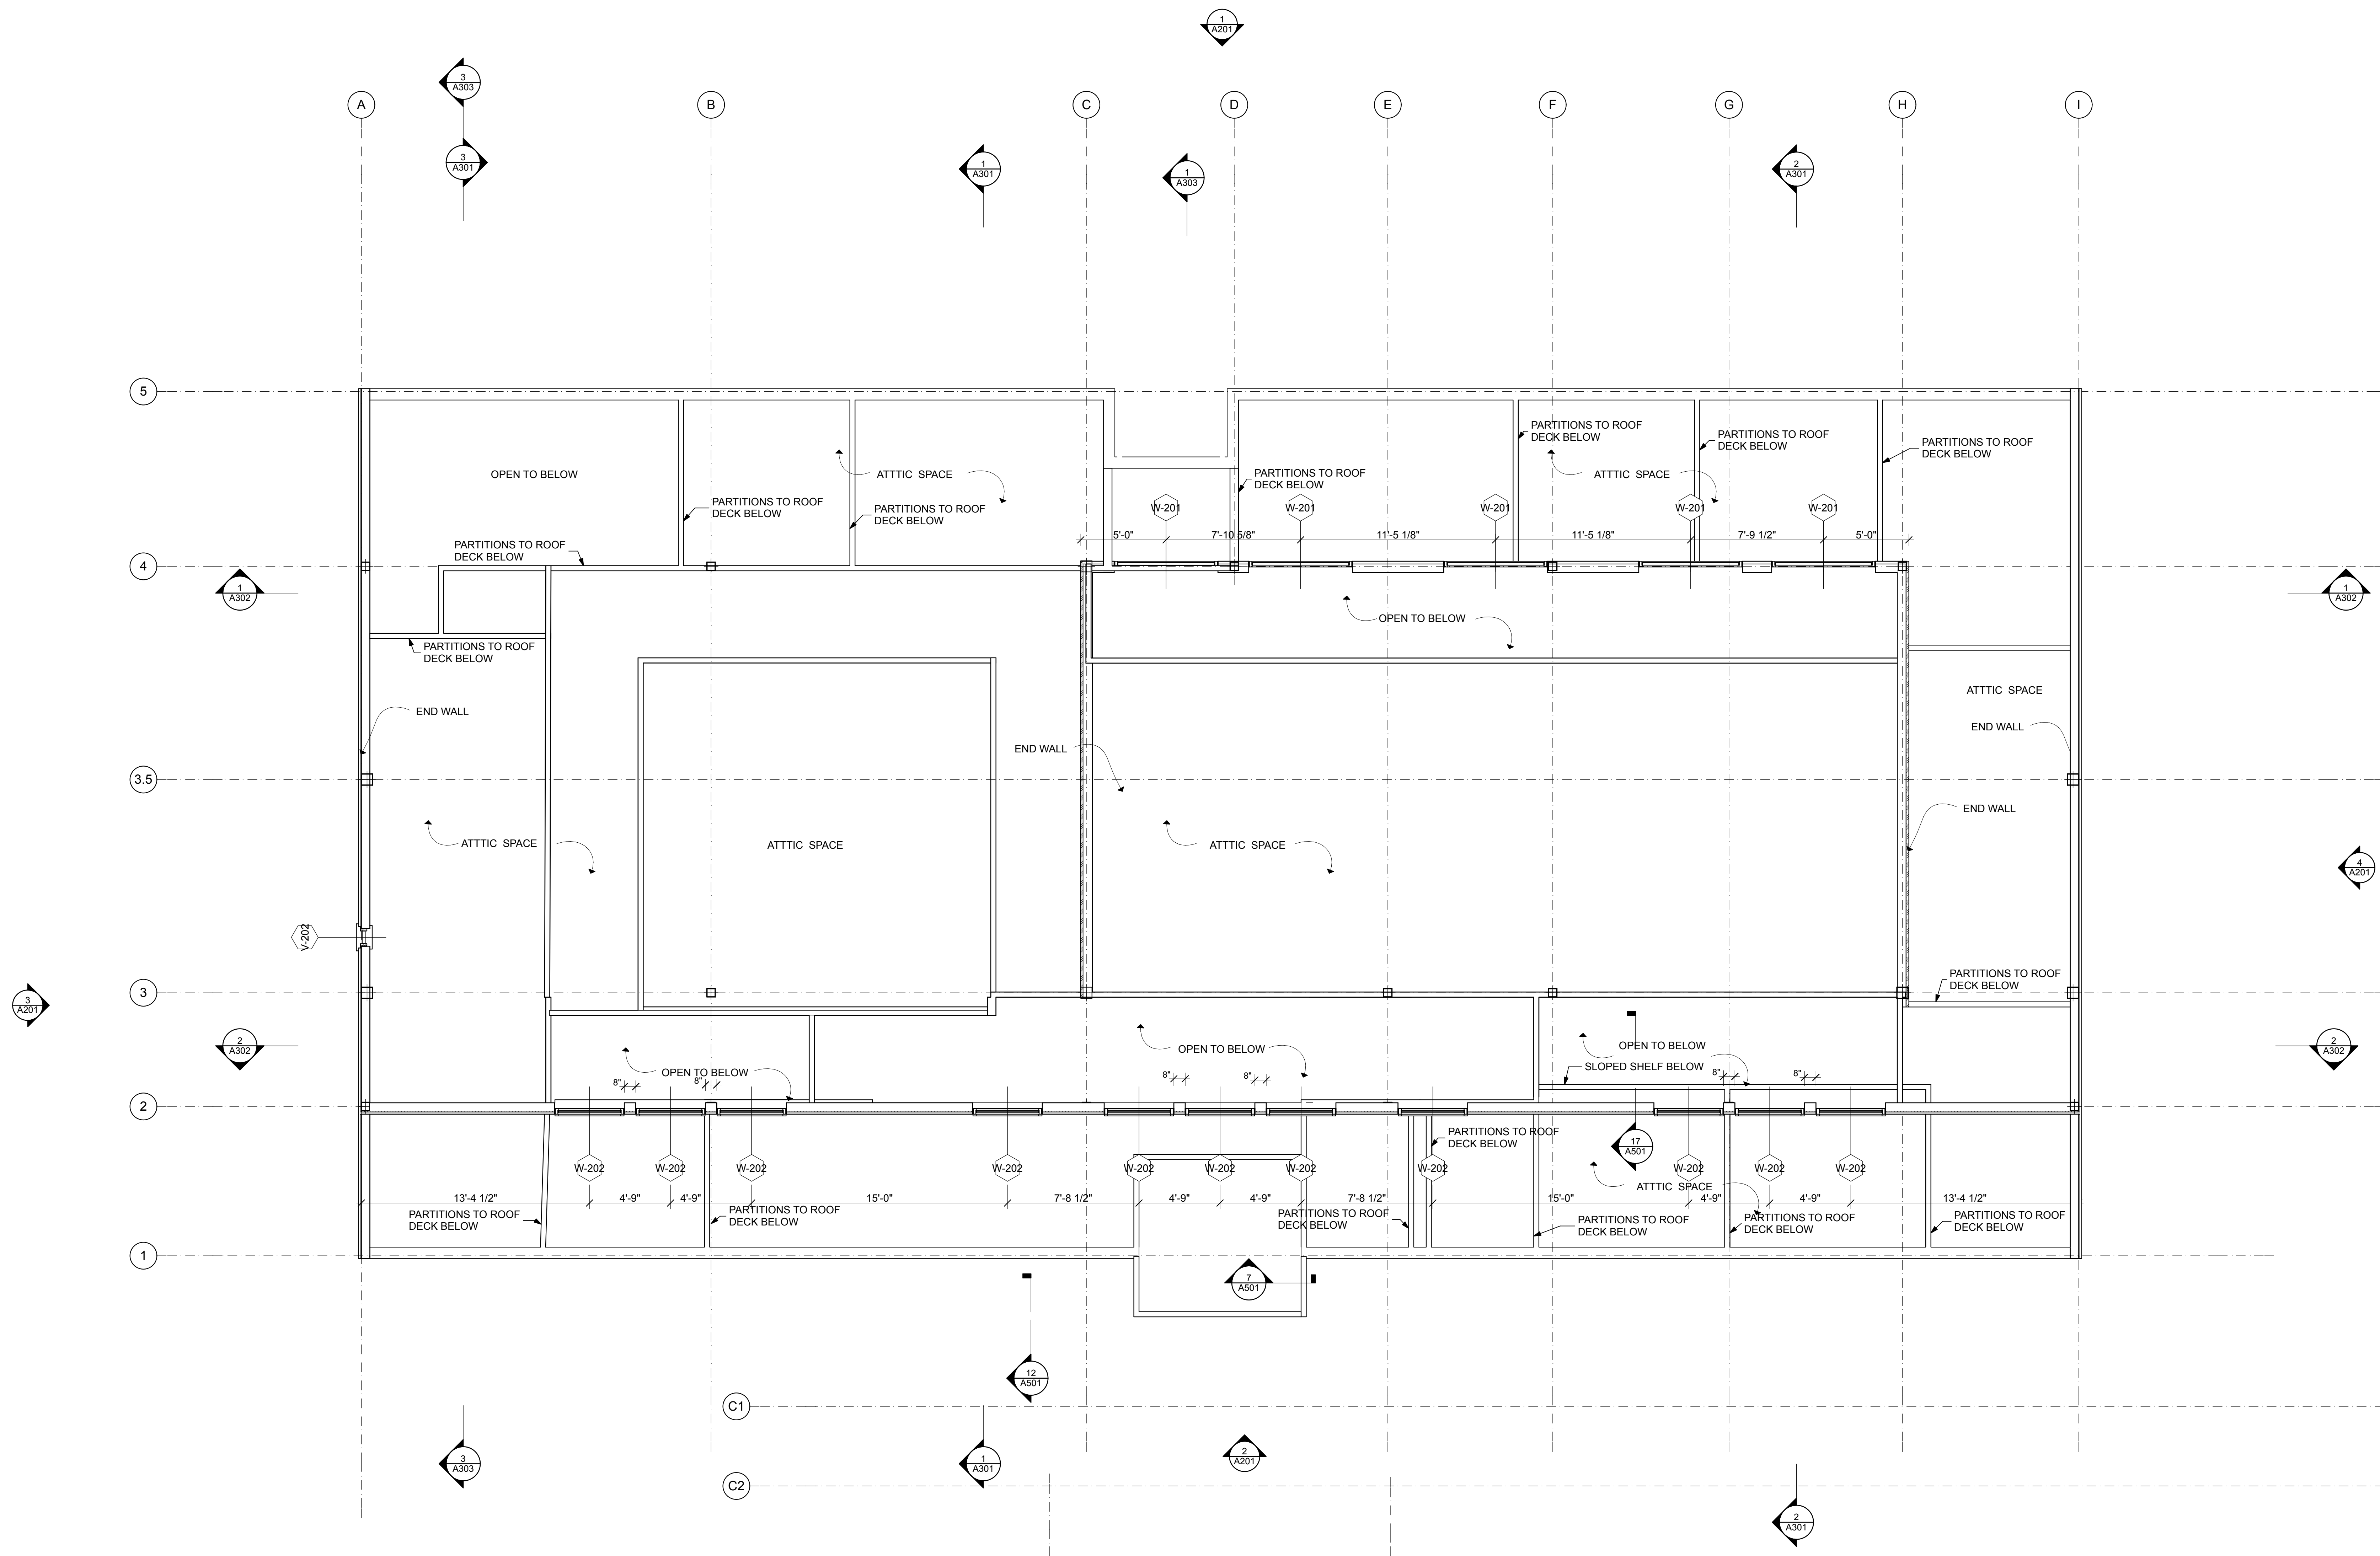 1
A201
3
A303
A
B
C
D
E
F
G
H
I
3
A301
1
A301
1
A303
2
A301
5
PARTITIONS TO ROOF
DECK BELOW
PARTITIONS TO ROOF
DECK BELOW
PARTITIONS TO ROOF
DECK BELOW
OPEN TO BELOW
ATTTIC SPACE
PARTITIONS TO ROOF
DECK BELOW
ATTTIC SPACE
PARTITIONS TO ROOF
DECK BELOW
PARTITIONS TO ROOF
DECK BELOW
W-201
W-201
W-201
W-201
W-201
5'-0"
7'-10 5/8"
11'-5 1/8"
11'-5 1/8"
7'-9 1/2"
5'-0"
PARTITIONS TO ROOF
DECK BELOW
4
1
A302
1
A302
OPEN TO BELOW
PARTITIONS TO ROOF
DECK BELOW
ATTTIC SPACE
END WALL
END WALL
END WALL
3.5
END WALL
ATTTIC SPACE
ATTTIC SPACE
ATTTIC SPACE
4
A201
V-202
PARTITIONS TO ROOF
DECK BELOW
3
3
A201
2
A302
OPEN TO BELOW
OPEN TO BELOW
2
A302
SLOPED SHELF BELOW
OPEN TO BELOW
8"
8"
8"
8"
8"
8"
2
PARTITIONS TO ROOF
DECK BELOW
17
A501
W-202
W-202
W-202
W-202
W-202
W-202
W-202
W-202
W-202
W-202
W-202
ATTTIC SPACE
13'-4 1/2"
4'-9"
4'-9"
15'-0"
7'-8 1/2"
4'-9"
4'-9"
7'-8 1/2"
15'-0"
4'-9"
4'-9"
13'-4 1/2"
PARTITIONS TO ROOF
DECK BELOW
PARTITIONS TO ROOF
DECK BELOW
PARTITIONS TO ROOF
DECK BELOW
PARTITIONS TO ROOF
DECK BELOW
PARTITIONS TO ROOF
DECK BELOW
PARTITIONS TO ROOF
DECK BELOW
1
7
A501
12
A501
C1
3
A303
1
A301
2
A201
C2
2
A301